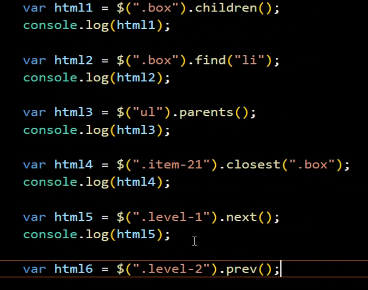 var html1 = $(".box").children();
console.log(html1);
var html2 = $(".box").find("li");
console.log(html2);
var html3 = $("ul").parents();
console.log(html3);
var html4 = $(".item-21").closest(".box");
console.log(html4);
var html5 = $(".level-1").next();
console.log(html5);
var html6 = $(".level-2").prev();